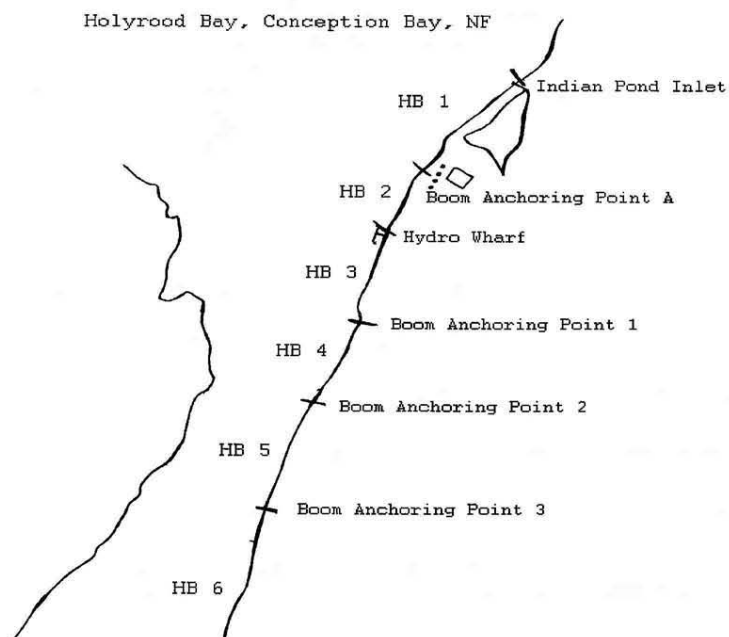 Holyrood Bay, Conception Bay, NF
Indian Pond Inlet
HB 1
HB 2
Boom Anchoring Point A
Hydro Wharf
HB 3
Boom Anchoring Point 1
HB 4
Boom Anchoring Point 2
HB 5
Boom Anchoring Point 3
HB 6